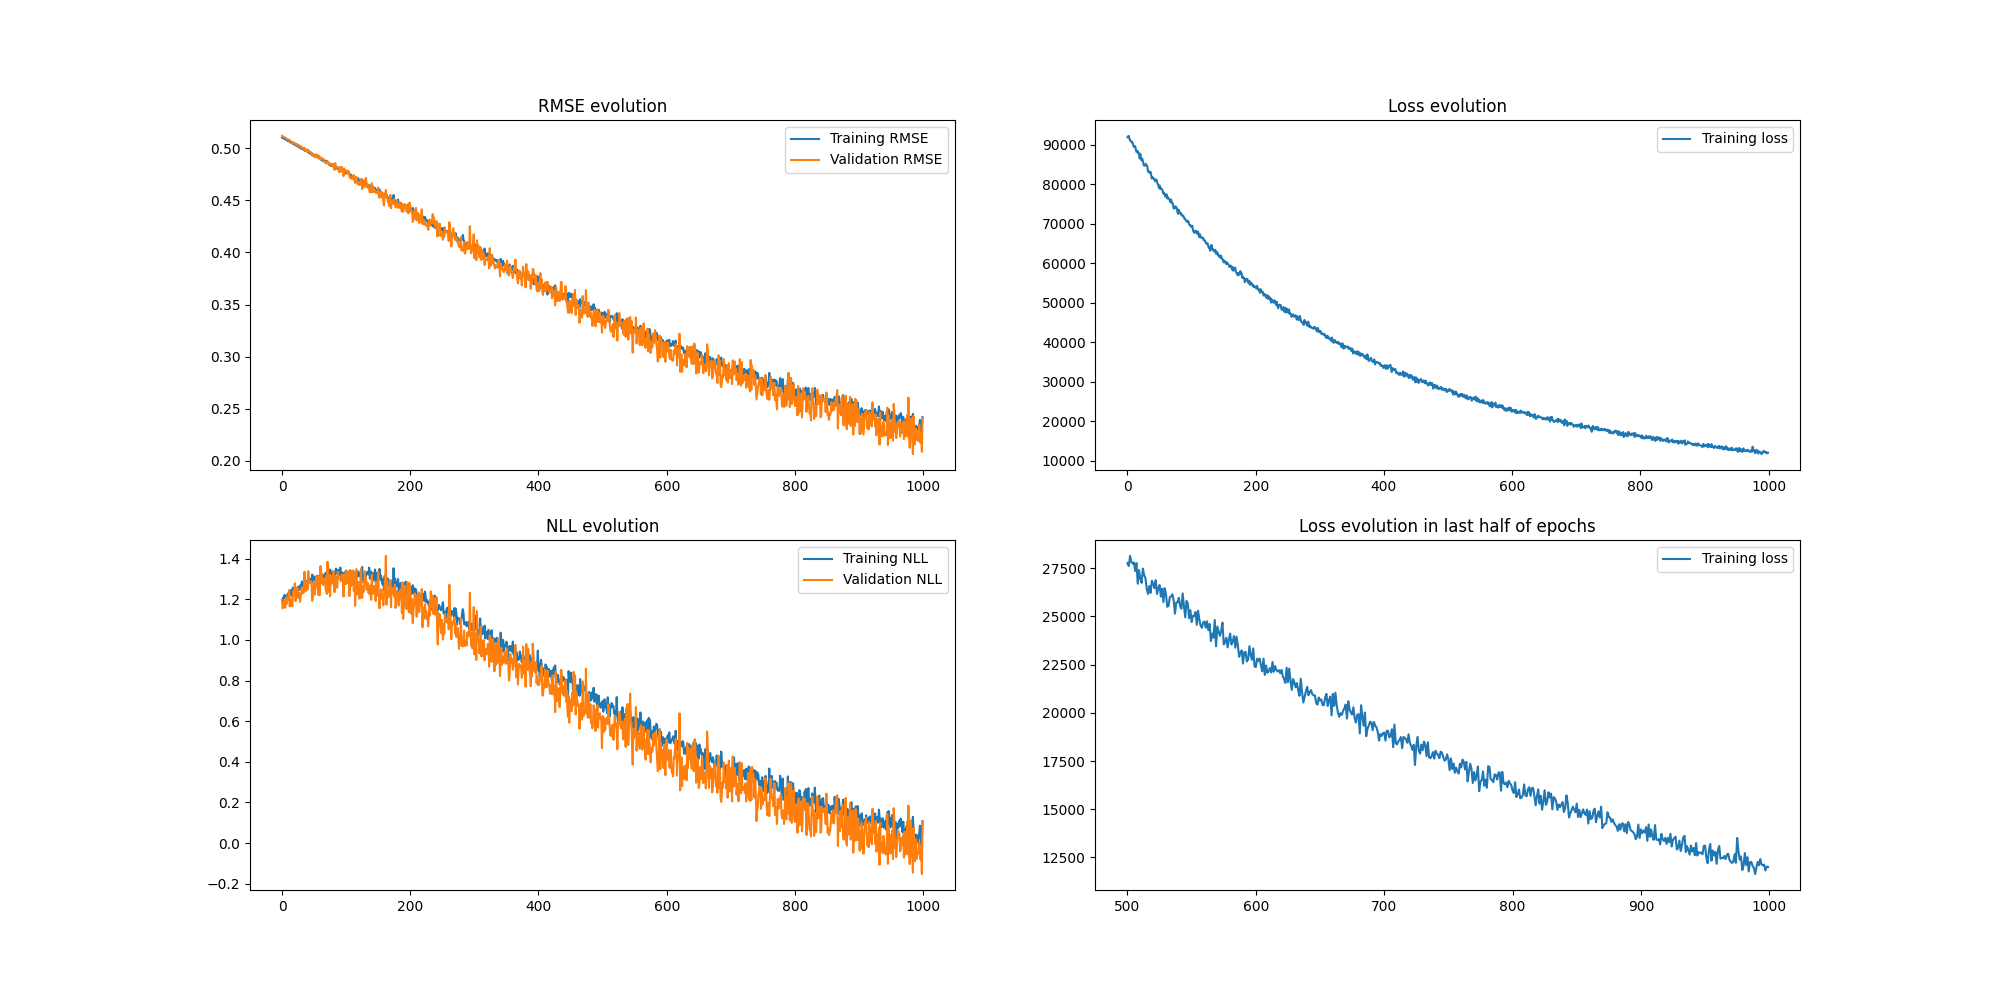 RMSE evolution
Training RMSE
Validation RMSE
0.50
0.45
0.40
0.35
0.30
0.25
0.20
0 200 400 600 800 1000
Loss evolution
Training loss
90000
80000
70000
60000
50000
40000
30000
20000
10000
0 200 400 600 800 1000
NLL evolution
Training NLL
Validation NLL
1.4
1.2
1.0
0.8
0.6
0.4
0.2
0.0
−0.2
0 200 400 600 800 1000
Loss evolution in last half of epochs
Training loss
27500
25000
22500
20000
17500
15000
12500
500 600 700 800 900 1000